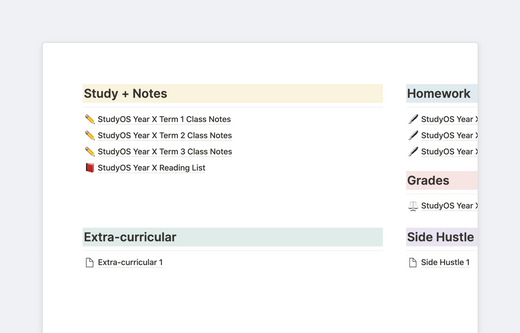 Study + Notes
StudyOS Year X Term 1 Class Notes
StudyOS Year X Term 2 Class Notes
StudyOS Year X Term 3 Class Notes
StudyOS Year X Reading List
Extra-curricular
Extra-curricular 1
Homework
StudyOS Year X
StudyOS Year X
StudyOS Year X
Grades
StudyOS Year X
Side Hustle
Side Hustle 1